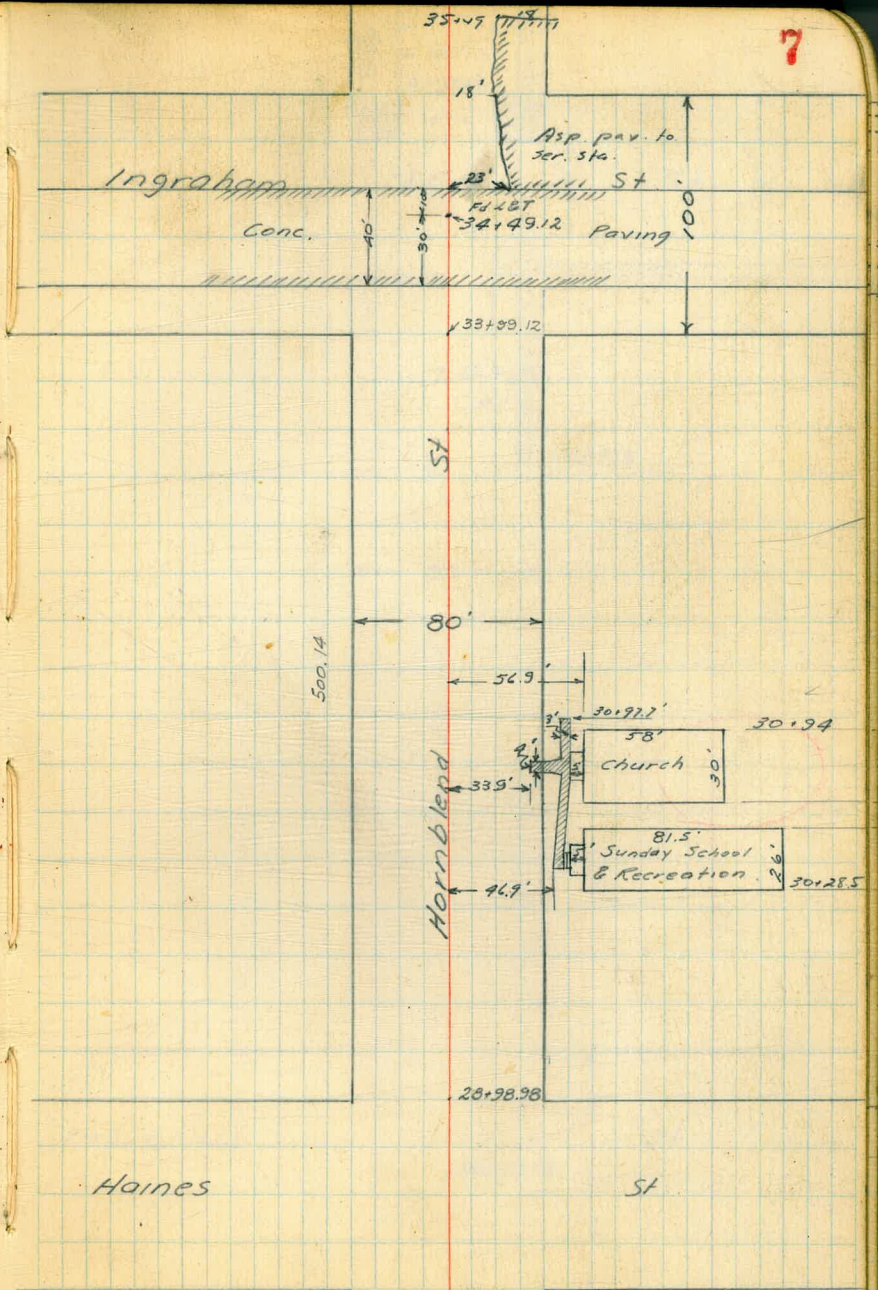 7
35+49 18'
18'
Asp. pav. to
ser. sta.
Ingraham St.
23'
Fd L&T
34+49.12
Conc. Paving
40'
30'
100'
33+99.12
St
80'
500.14
56.9'
3' 30+97.7'
58' 30+94
4'
Church
30'
33.9'
Hornblend
81.5'
Sunday School
& Recreation
26'
30+28.5
46.9'
28+98.98
Haines St